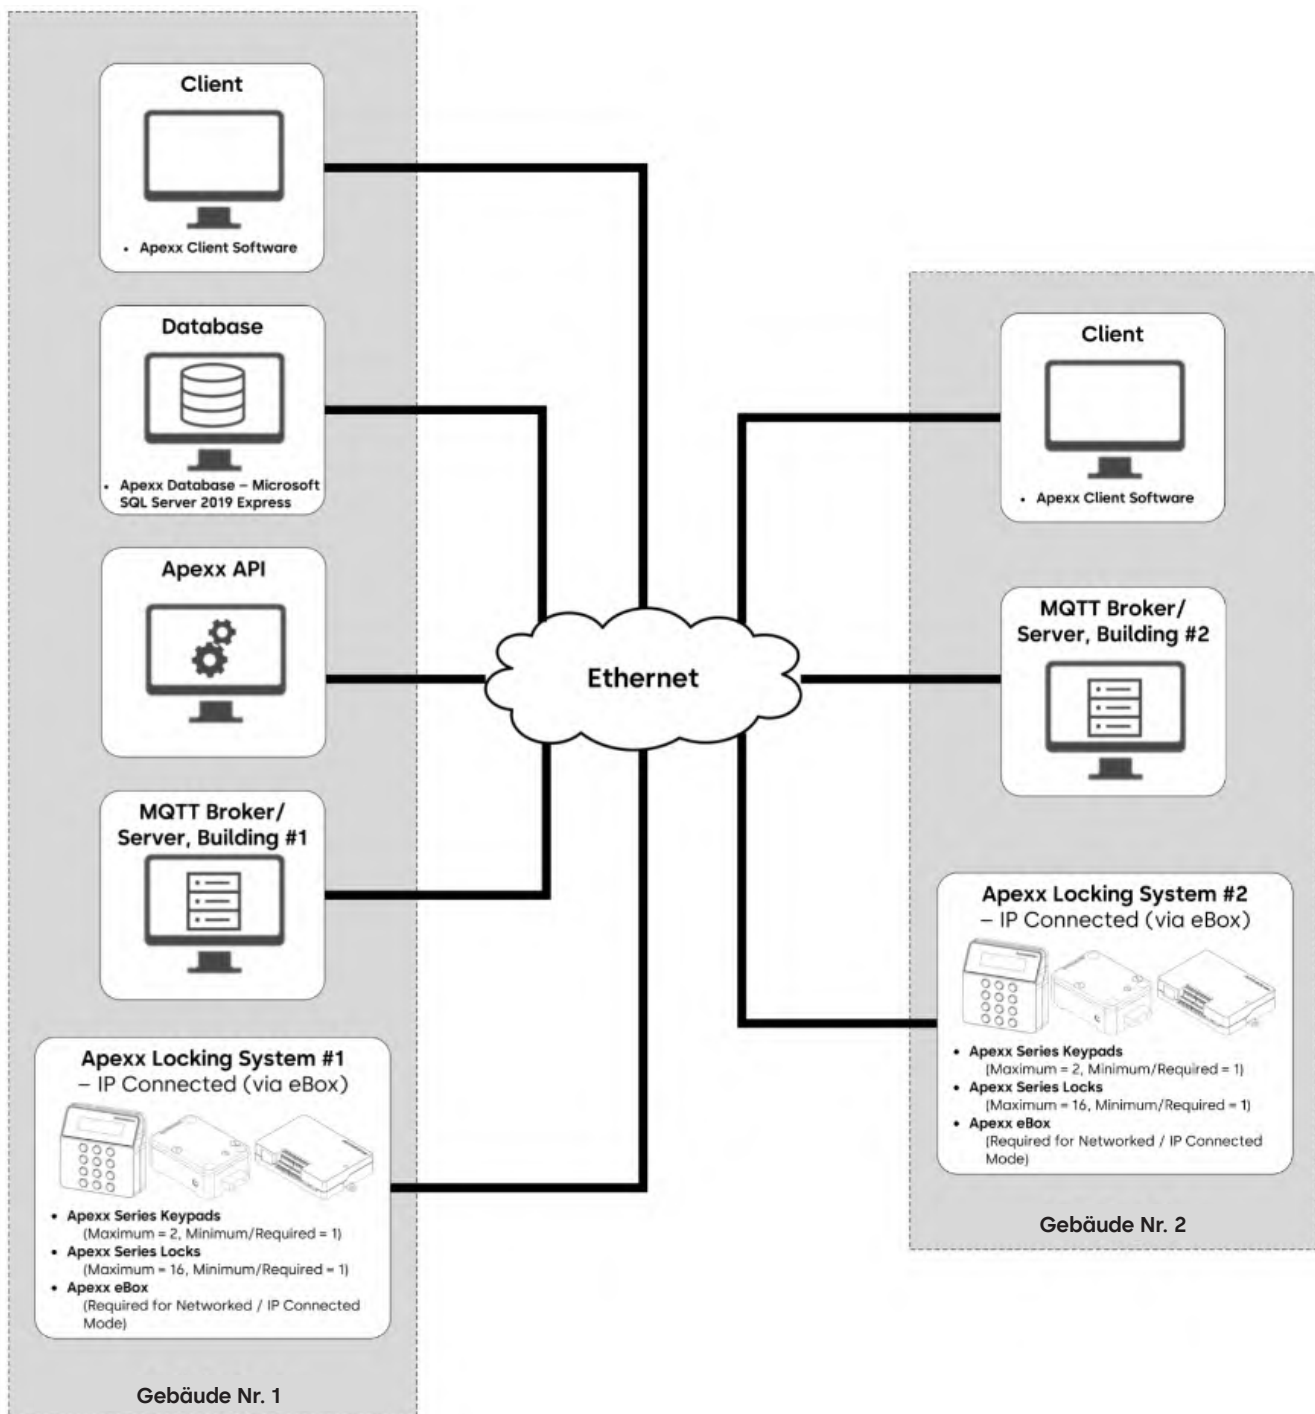 Client
• Apexx Client Software
Database
• Apexx Database – Microsoft
SQL Server 2019 Express
Apexx API
MQTT Broker/
Server, Building #1
Apexx Locking System #1
– IP Connected (via eBox)
• Apexx Series Keypads
(Maximum = 2, Minimum/Required = 1)
• Apexx Series Locks
(Maximum = 16, Minimum/Required = 1)
• Apexx eBox
(Required for Networked / IP Connected
Mode)
Gebäude Nr. 1
Ethernet
Client
• Apexx Client Software
MQTT Broker/
Server, Building #2
Apexx Locking System #2
– IP Connected (via eBox)
• Apexx Series Keypads
(Maximum = 2, Minimum/Required = 1)
• Apexx Series Locks
(Maximum = 16, Minimum/Required = 1)
• Apexx eBox
(Required for Networked / IP Connected
Mode)
Gebäude Nr. 2